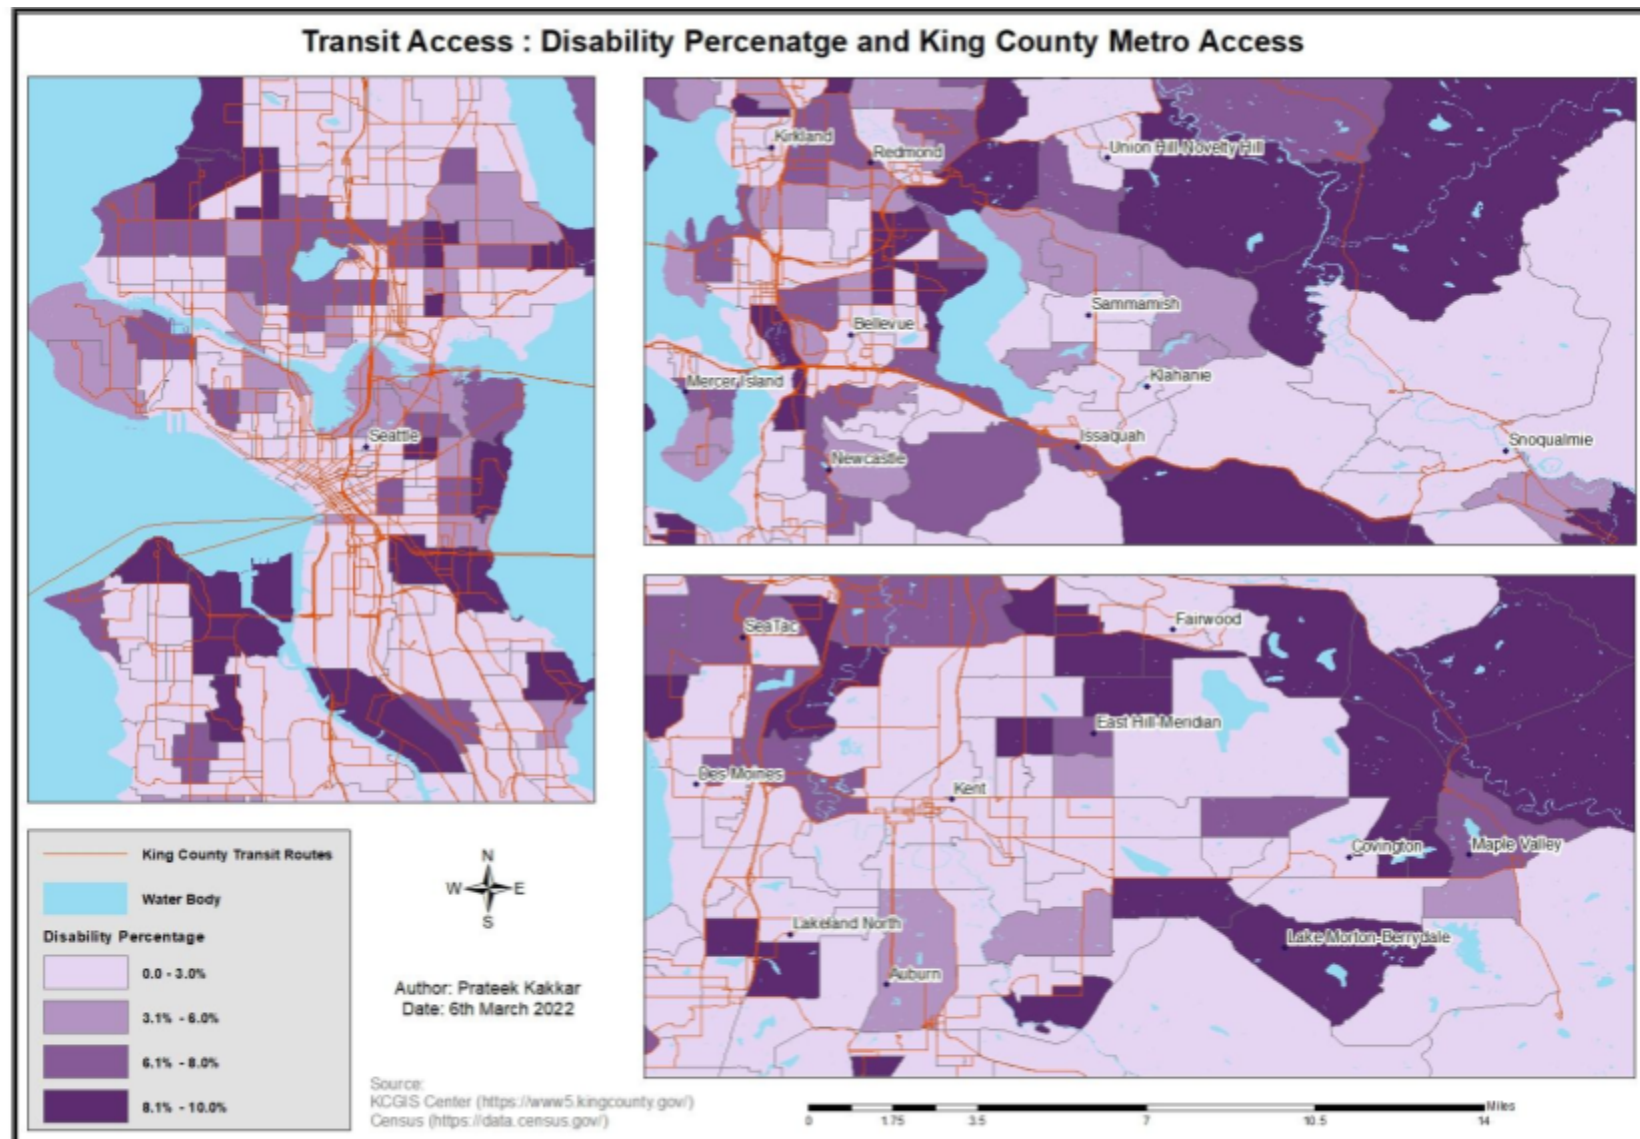 Transit Access : Disability Percenatge and King County Metro Access
Seattle
Kirkland
Redmond
Union Hill-Novelty Hill
Sammamish
Bellevue
Klahanie
Mercer Island
Issaquah
Snoqualmie
Newcastle
SeaTac
Fairwood
East Hill-Meridian
Des Moines
Kent
Covington
Maple Valley
Lakeland North
Lake Morton-Berrydale
Auburn
King County Transit Routes
Water Body
Disability Percentage
0.0 - 3.0%
3.1% - 6.0%
6.1% - 8.0%
8.1% - 10.0%
N
W E
S
Author: Prateek Kakkar
Date: 6th March 2022
Source:
KCGIS Center (https://www5.kingcounty.gov/)
Census (https://data.census.gov/)
Miles
0 1.75 3.5 7 10.5 14